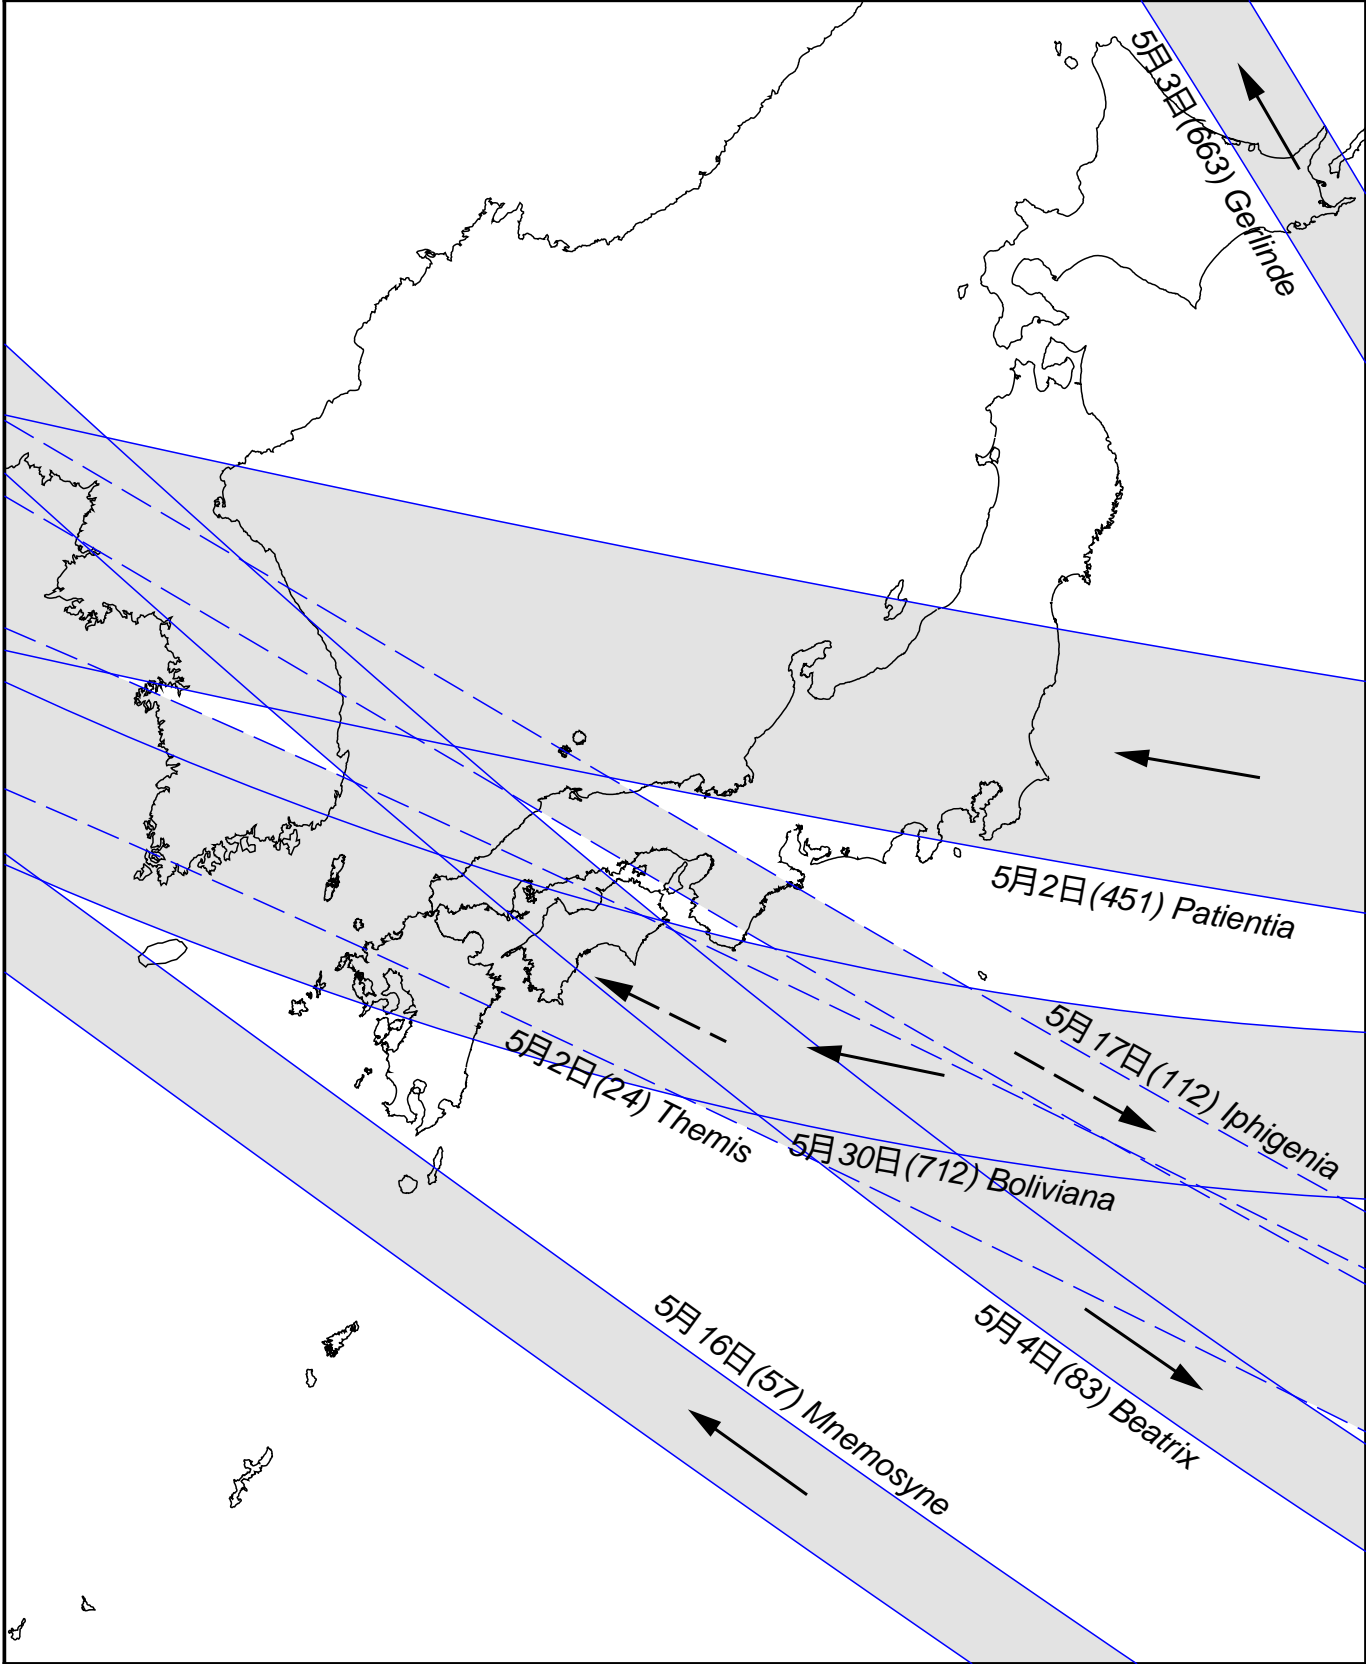 5月3日(663) Gerlinde
5月2日(451) Patientia
5月17日(112) Iphigenia
5月2日(24) Themis
5月30日(712) Boliviana
5月4日(83) Beatrix
5月16日(57) Mnemosyne